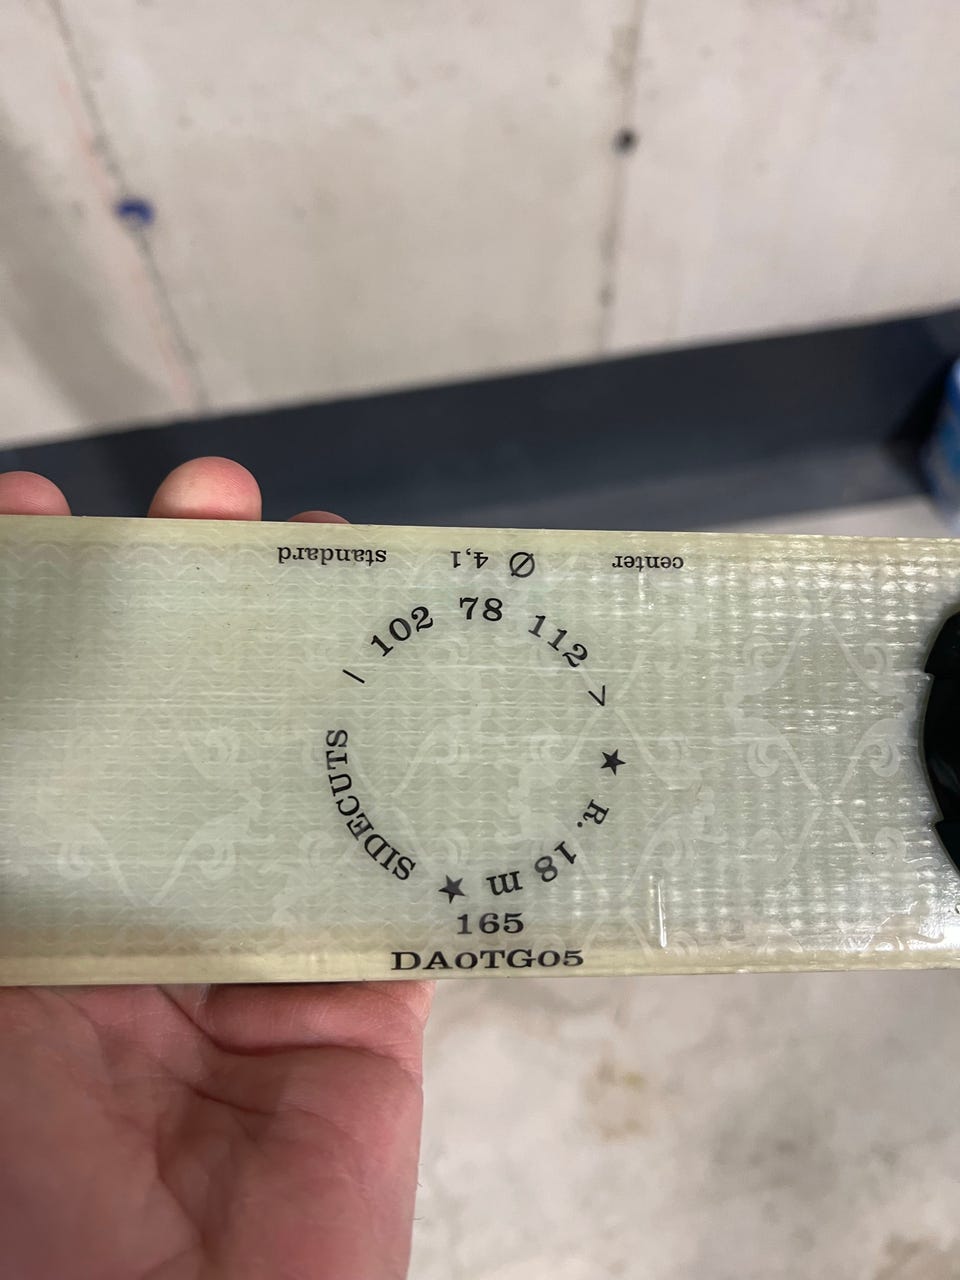 standard Ø 4,1 center
/ 102 78 112 >
★ R. 18 m ★
SIDECUTS
165
DA0TG05